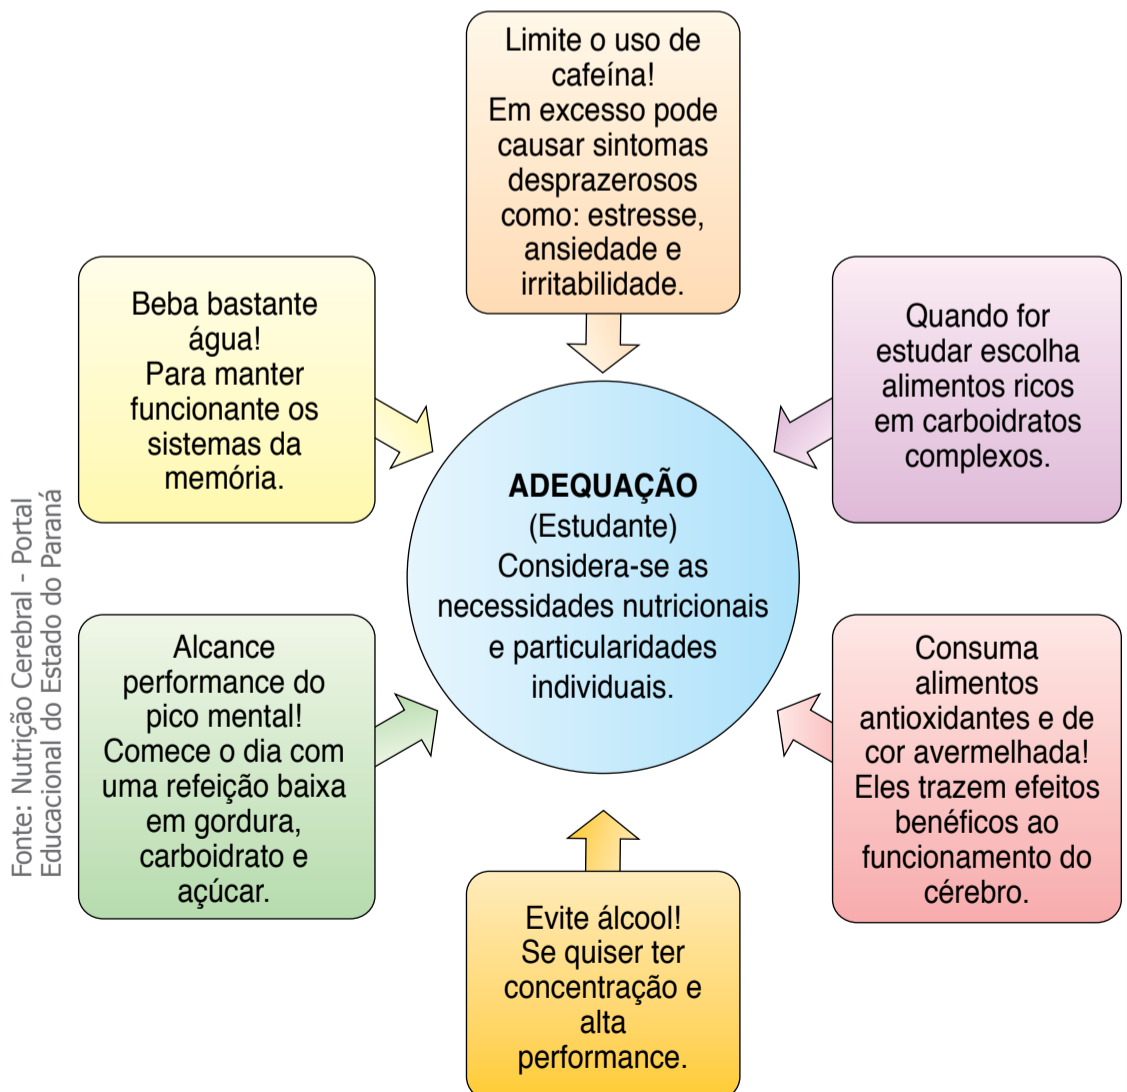 Limite o uso de
cafeína!
Em excesso pode
causar sintomas
desprazerosos
como: estresse,
ansiedade e
irritabilidade.
Beba bastante
água!
Para manter
funcionante os
sistemas da
memória.
Quando for
estudar escolha
alimentos ricos
em carboidratos
complexos.
ADEQUAÇÃO
(Estudante)
Considera-se as
necessidades nutricionais
e particularidades
individuais.
Alcance
performance do
pico mental!
Comece o dia com
uma refeição baixa
em gordura,
carboidrato e
açúcar.
Consuma
alimentos
antioxidantes e de
cor avermelhada!
Eles trazem efeitos
benéficos ao
funcionamento do
cérebro.
Evite álcool!
Se quiser ter
concentração e
alta
performance.
Fonte: Nutrição Cerebral - Portal
Educacional do Estado do Paraná